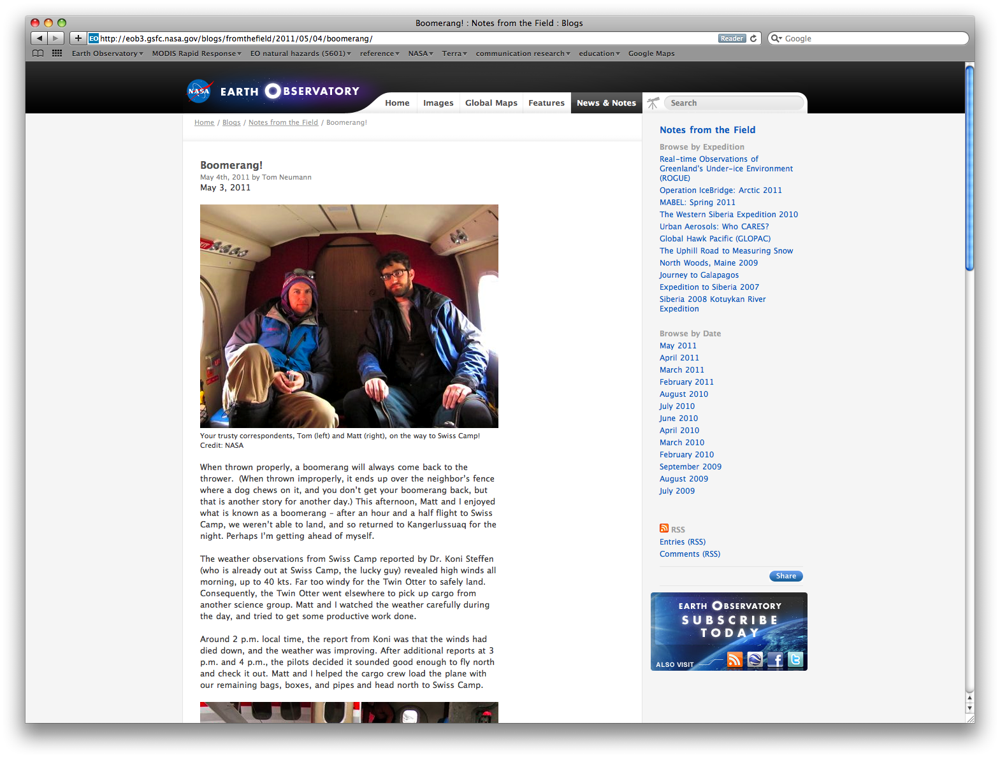 Boomerang! : Notes from the Field : Blogs
EO http://eob3.gsfc.nasa.gov/blogs/fromthefield/2011/05/04/boomerang/
Reader
Google
Earth Observatory
MODIS Rapid Response
EO natural hazards (5601)
reference
NASA
Terra
communication research
education
Google Maps
NASA
EARTH OBSERVATORY
Home
Images
Global Maps
Features
News & Notes
Search
Home / Blogs / Notes from the Field / Boomerang!
Boomerang!
May 4th, 2011 by Tom Neumann
May 3, 2011
EXIT
Your trusty correspondents, Tom (left) and Matt (right), on the way to Swiss Camp!
Credit: NASA
When thrown properly, a boomerang will always come back to the
thrower.  (When thrown improperly, it ends up over the neighbor's fence
where a dog chews on it, and you don't get your boomerang back, but
that is another story for another day.) This afternoon, Matt and I enjoyed
what is known as a boomerang – after an hour and a half flight to Swiss
Camp, we weren't able to land, and so returned to Kangerlussuaq for the
night. Perhaps I'm getting ahead of myself.
The weather observations from Swiss Camp reported by Dr. Koni Steffen
(who is already out at Swiss Camp, the lucky guy) revealed high winds all
morning, up to 40 kts. Far too windy for the Twin Otter to safely land.
Consequently, the Twin Otter went elsewhere to pick up cargo from
another science group. Matt and I watched the weather carefully during
the day, and tried to get some productive work done.
Around 2 p.m. local time, the report from Koni was that the winds had
died down, and the weather was improving. After additional reports at 3
p.m. and 4 p.m., the pilots decided it sounded good enough to fly north
and check it out. Matt and I helped the cargo crew load the plane with
our remaining bags, boxes, and pipes and head north to Swiss Camp.
Notes from the Field
Browse by Expedition
Real-time Observations of
Greenland's Under-ice Environment
(ROGUE)
Operation IceBridge: Arctic 2011
MABEL: Spring 2011
The Western Siberia Expedition 2010
Urban Aerosols: Who CARES?
Global Hawk Pacific (GLOPAC)
The Uphill Road to Measuring Snow
North Woods, Maine 2009
Journey to Galapagos
Expedition to Siberia 2007
Siberia 2008 Kotuykan River
Expedition
Browse by Date
May 2011
April 2011
March 2011
February 2011
August 2010
July 2010
June 2010
April 2010
March 2010
February 2010
September 2009
August 2009
July 2009
RSS
Entries (RSS)
Comments (RSS)
Share
EARTH OBSERVATORY
SUBSCRIBE
TODAY
ALSO VISIT